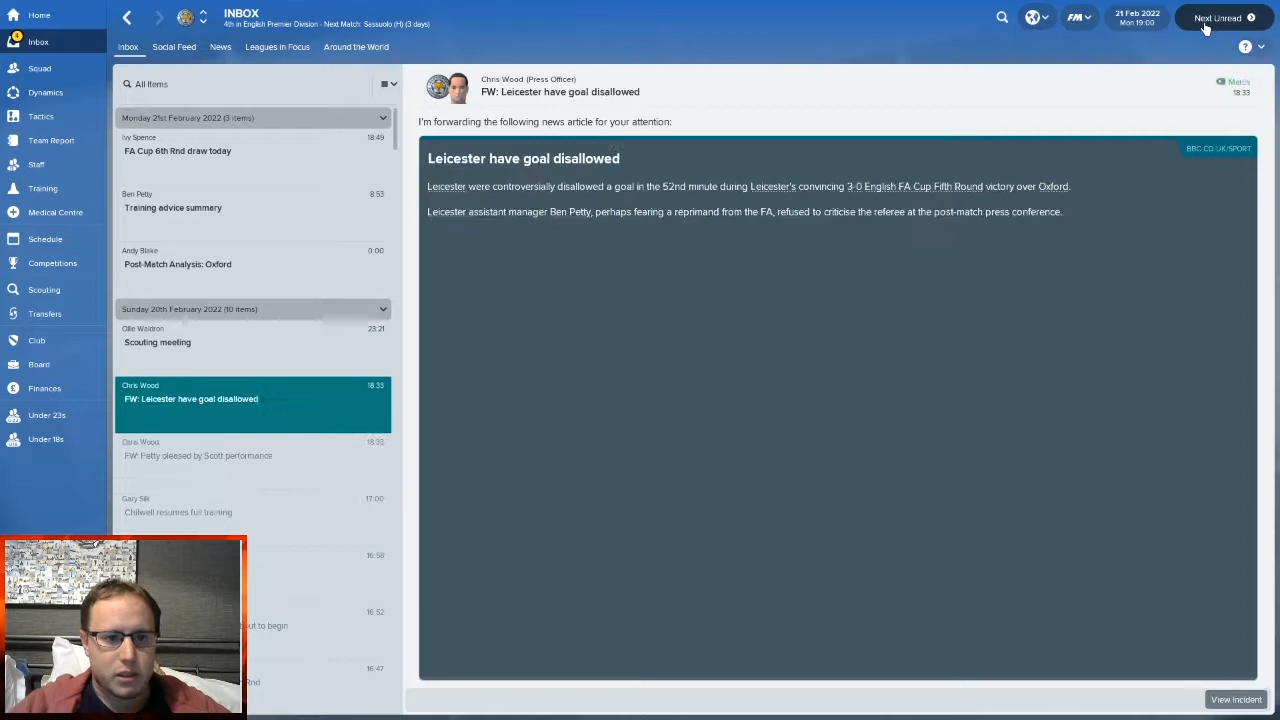 Home
Inbox
4
Squad
Dynamics
Tactics
Team Report
Staff
Training
Medical Centre
Schedule
Competitions
Scouting
Transfers
Club
Board
Finances
Under 23s
Under 18s
INBOX
4th in English Premier Division - Next Match: Sassuolo (H) (3 days)
FM
21 Feb 2022
Mon 19:00
Next Unread
Inbox
Social Feed
News
Leagues in Focus
Around the World
?
All Items
Monday 21st February 2022 (3 items)
Ivy Spence 18:49
FA Cup 6th Rnd draw today
Ben Petty 8:53
Training advice summary
Andy Blake 0:00
Post-Match Analysis: Oxford
Sunday 20th February 2022 (10 items)
Ollie Waldron 23:21
Scouting meeting
Chris Wood 18:33
FW: Leicester have goal disallowed
Chris Wood 18:33
FW: Petty pleased by Scott performance
Gary Silk 17:00
Chilwell resumes full training
16:58
16:52
out to begin
16:47
Rnd
Chris Wood (Press Officer)
FW: Leicester have goal disallowed
Match
18:33
I'm forwarding the following news article for your attention:
Leicester have goal disallowed
BBC.CO.UK/SPORT
Leicester were controversially disallowed a goal in the 52nd minute during Leicester's convincing 3-0 English FA Cup Fifth Round victory over Oxford.
Leicester assistant manager Ben Petty, perhaps fearing a reprimand from the FA, refused to criticise the referee at the post-match press conference.
View Incident